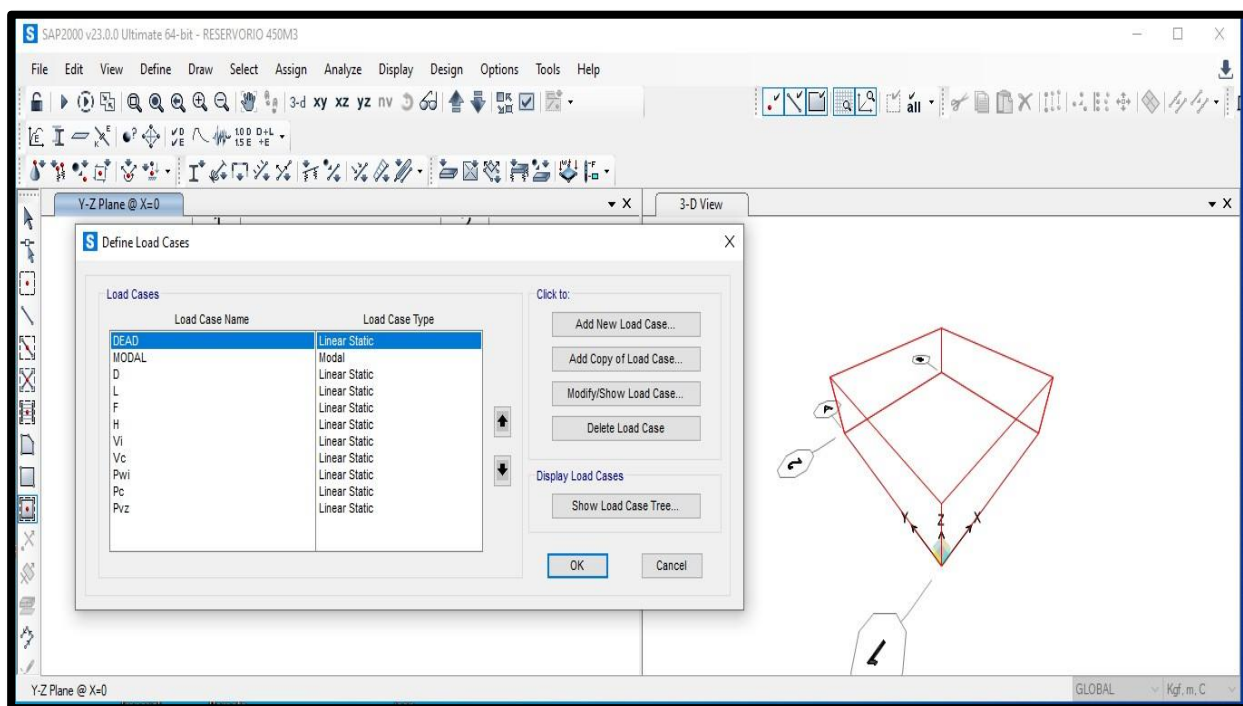 SAP2000 v23.0.0 Ultimate 64-bit - RESERVORIO 450M3
File Edit View Define Draw Select Assign Analyze Display Design Options Tools Help
3-d xy xz yz nv
all
Y-Z Plane @ X=0
3-D View
Define Load Cases
Load Cases
Load Case Name Load Case Type
DEAD Linear Static
MODAL Modal
D Linear Static
L Linear Static
F Linear Static
H Linear Static
Vi Linear Static
Vc Linear Static
Pwi Linear Static
Pc Linear Static
Pvz Linear Static
Click to:
Add New Load Case...
Add Copy of Load Case...
Modify/Show Load Case...
Delete Load Case
Display Load Cases
Show Load Case Tree...
OK Cancel
Y Z X
Y-Z Plane @ X=0
GLOBAL Kgf, m, C